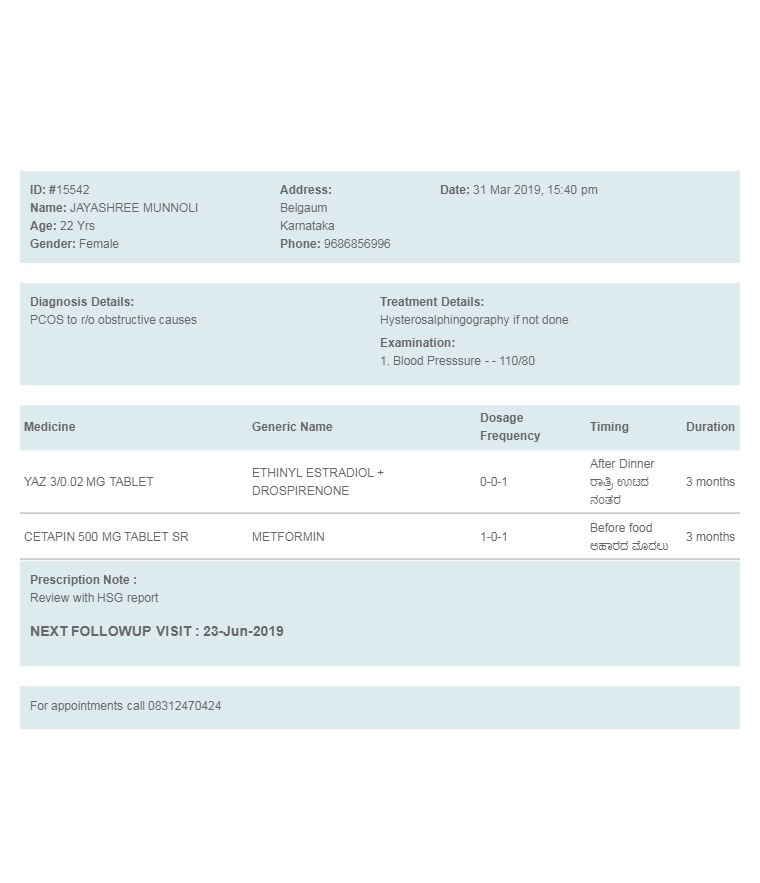 ID: #15542
Name: JAYASHREE MUNNOLI
Age: 22 Yrs
Gender: Female
Address:
Belgaum
Karnataka
Phone: 9686856996
Date: 31 Mar 2019, 15:40 pm
Diagnosis Details:
PCOS to r/o obstructive causes
Treatment Details:
Hysterosalphingography if not done
Examination:
1. Blood Presssure - - 110/80
Medicine Generic Name Dosage Frequency Timing Duration
YAZ 3/0.02 MG TABLET
ETHINYL ESTRADIOL +
DROSPIRENONE
0-0-1
After Dinner
ರಾತ್ರಿ ಊಟದ
ನಂತರ
3 months
CETAPIN 500 MG TABLET SR
METFORMIN
1-0-1
Before food
ಆಹಾರದ ಮೊದಲು
3 months
Prescription Note :
Review with HSG report
NEXT FOLLOWUP VISIT : 23-Jun-2019
For appointments call 08312470424